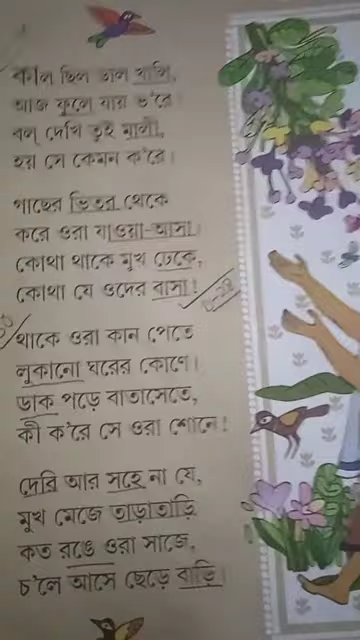 কাল ছিল ডাল খালি,
আজ ফুলে যায় ভ'রে।
বল্ দেখি তুই মালী,
হয় সে কেমন ক'রে।
গাছের ভিতর থেকে
করে ওরা যাওয়া-আসা।
কোথা থাকে মুখ ঢেকে,
কোথা যে ওদের বাসা!
থাকে ওরা কান পেতে
লুকানো ঘরের কোণে।
ডাক পড়ে বাতাসেতে,
কী ক'রে সে ওরা শোনে!
দেরি আর সহে না যে,
মুখ মেজে তাড়াতাড়ি
কত রঙে ওরা সাজে,
চ'লে আসে ছেড়ে বাড়ি।